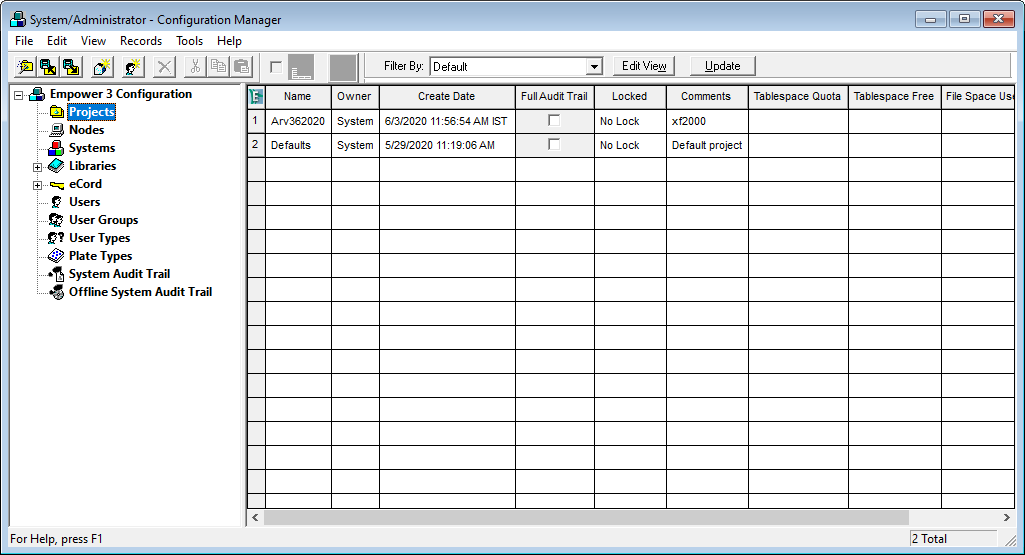 System/Administrator - Configuration Manager
File Edit View Records Tools Help
Filter By: Default Edit View Update
Empower 3 Configuration
Projects
Nodes
Systems
Libraries
eCord
Users
User Groups
User Types
Plate Types
System Audit Trail
Offline System Audit Trail
Name Owner Create Date Full Audit Trail Locked Comments Tablespace Quota Tablespace Free File Space Use
1 Arv362020 System 6/3/2020 11:56:54 AM IST No Lock xf2000
2 Defaults System 5/29/2020 11:19:06 AM No Lock Default project
For Help, press F1 2 Total